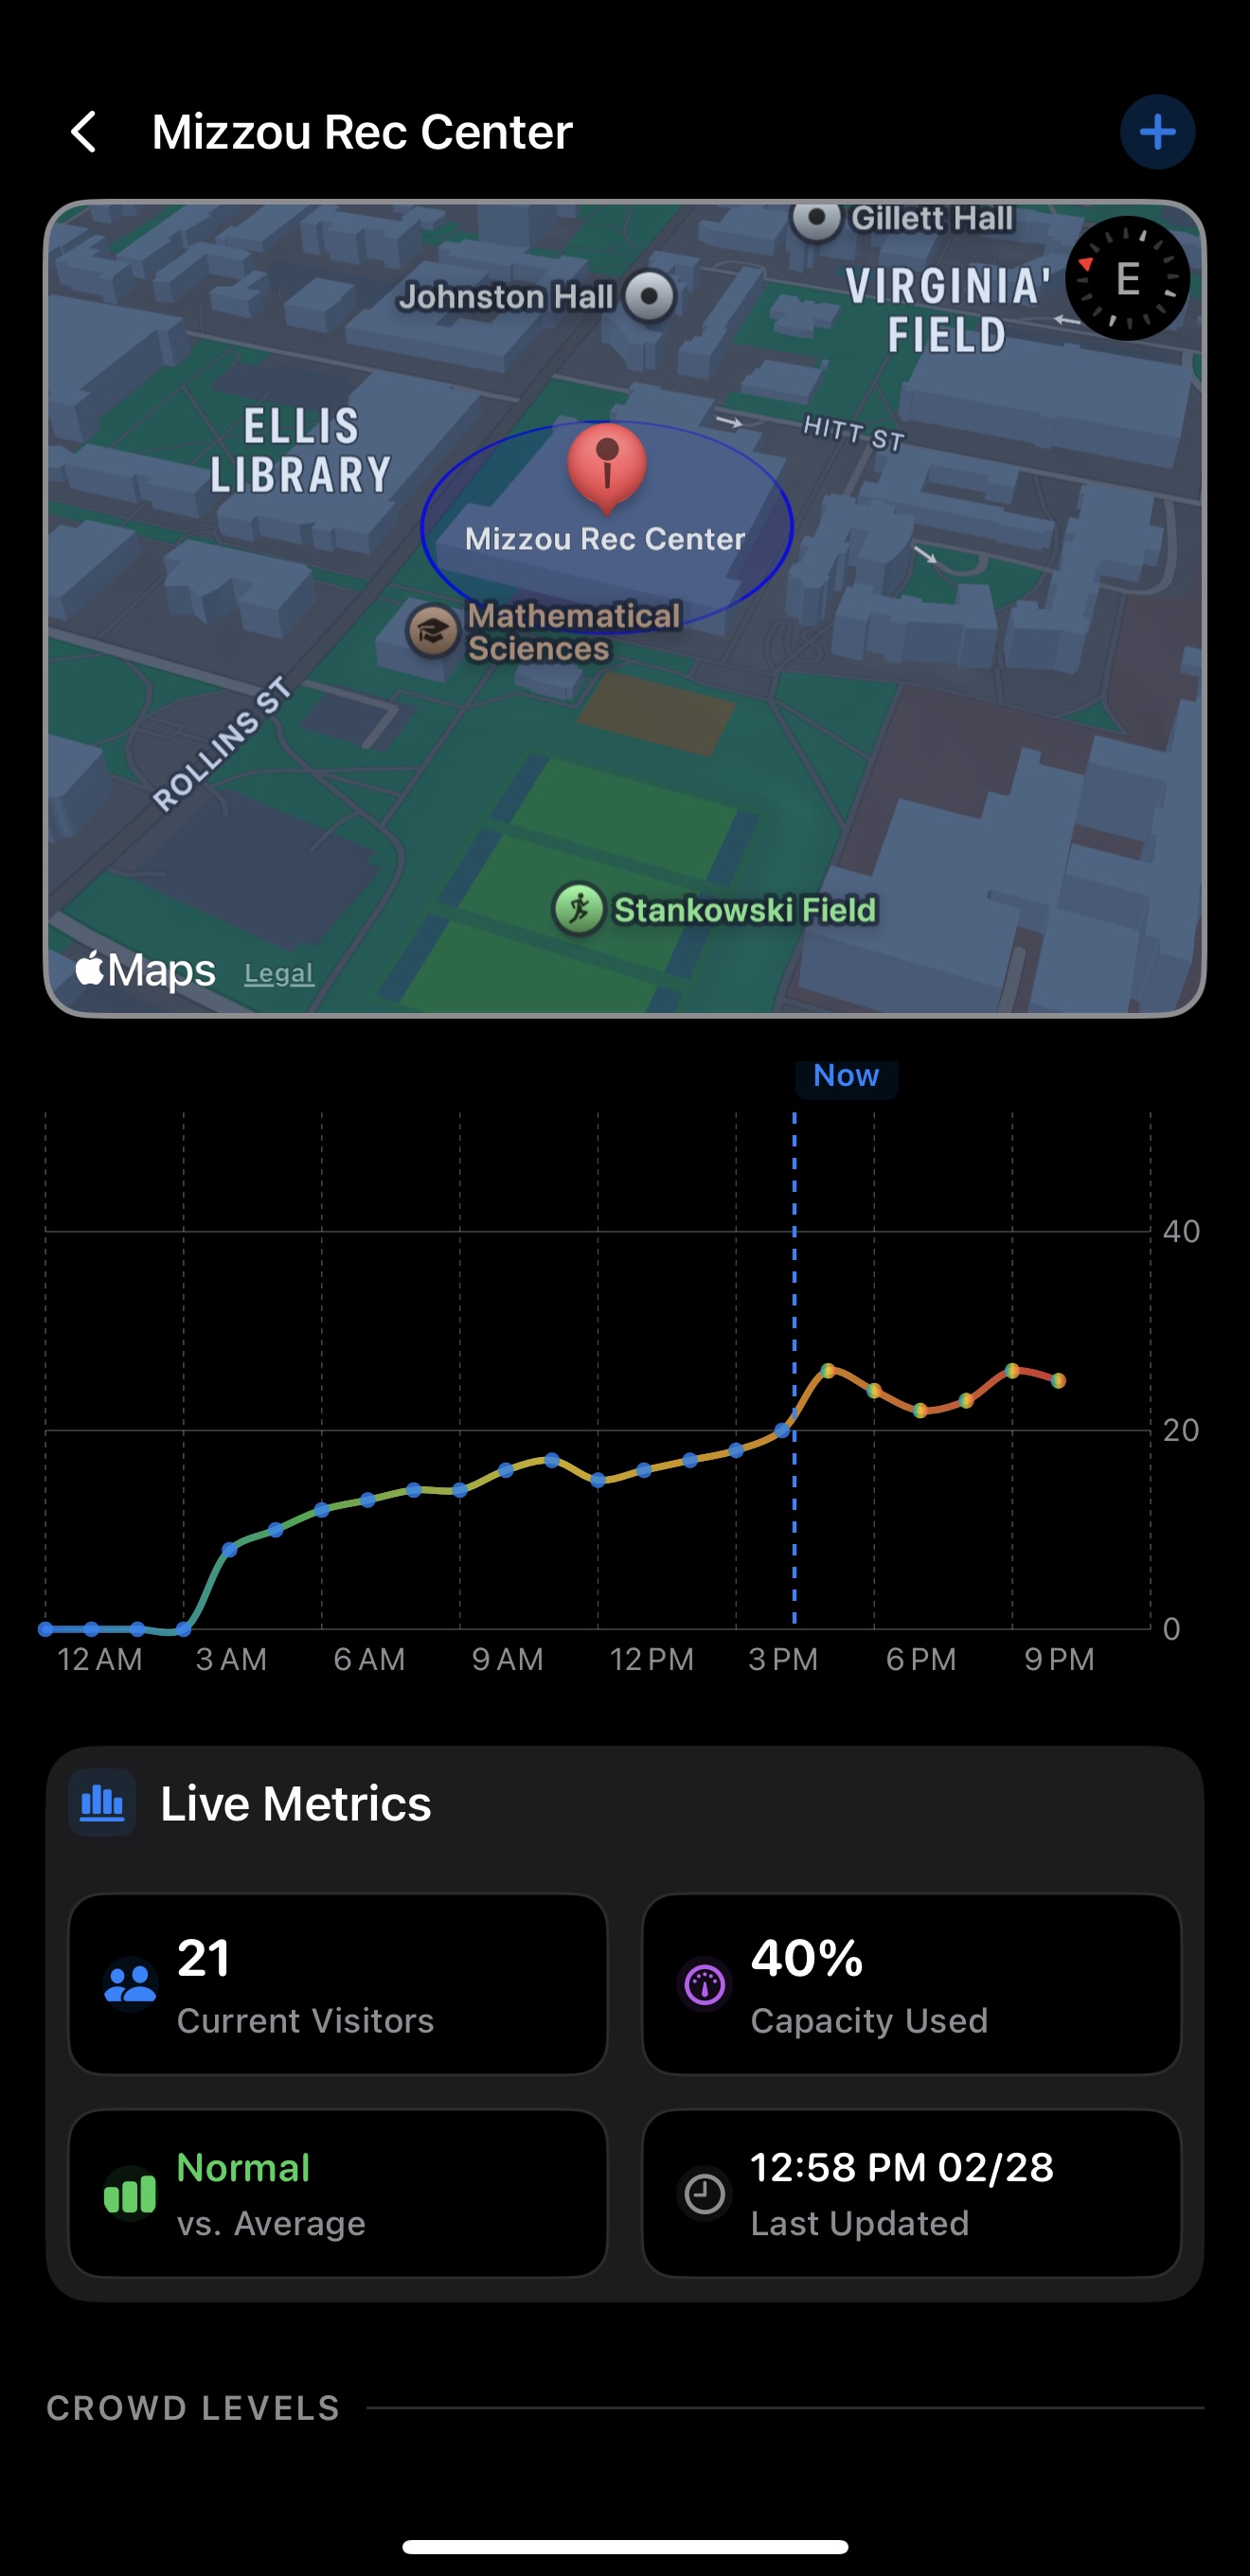 Mizzou Rec Center
Gillett Hall
Johnston Hall
VIRGINIA'
FIELD
E
ELLIS
LIBRARY
HITT ST
Mizzou Rec Center
Mathematical
Sciences
ROLLINS ST
Stankowski Field
Maps Legal
Now
40
20
0
12 AM 3 AM 6 AM 9 AM 12 PM 3 PM 6 PM 9 PM
Live Metrics
21
Current Visitors
40%
Capacity Used
Normal
vs. Average
12:58 PM 02/28
Last Updated
CROWD LEVELS